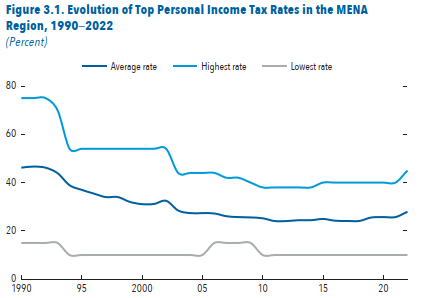 Figure 3.1. Evolution of Top Personal Income Tax Rates in the MENA
Region, 1990–2022
(Percent)
Average rate Highest rate Lowest rate
80
60
40
20
0
1990 95 2000 05 10 15 20